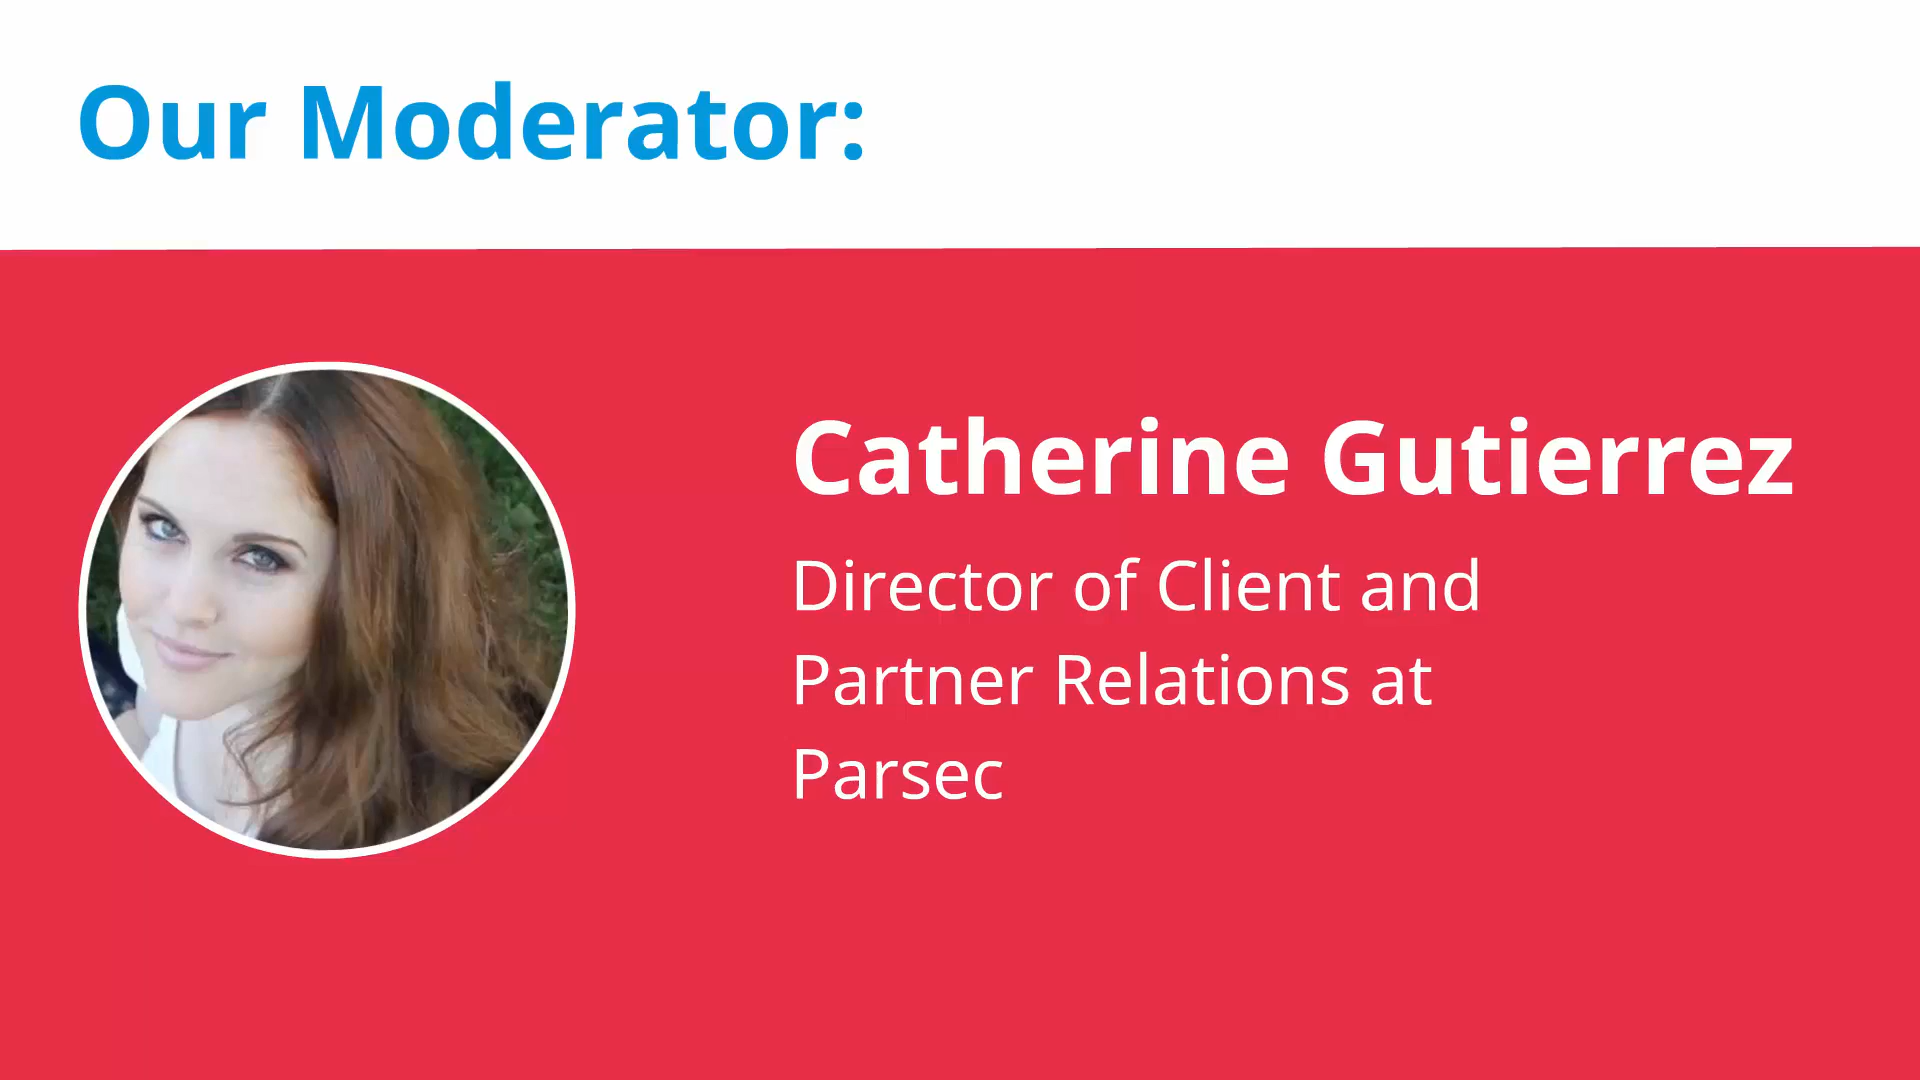 Our Moderator:
Catherine Gutierrez
Director of Client and
Partner Relations at
Parsec